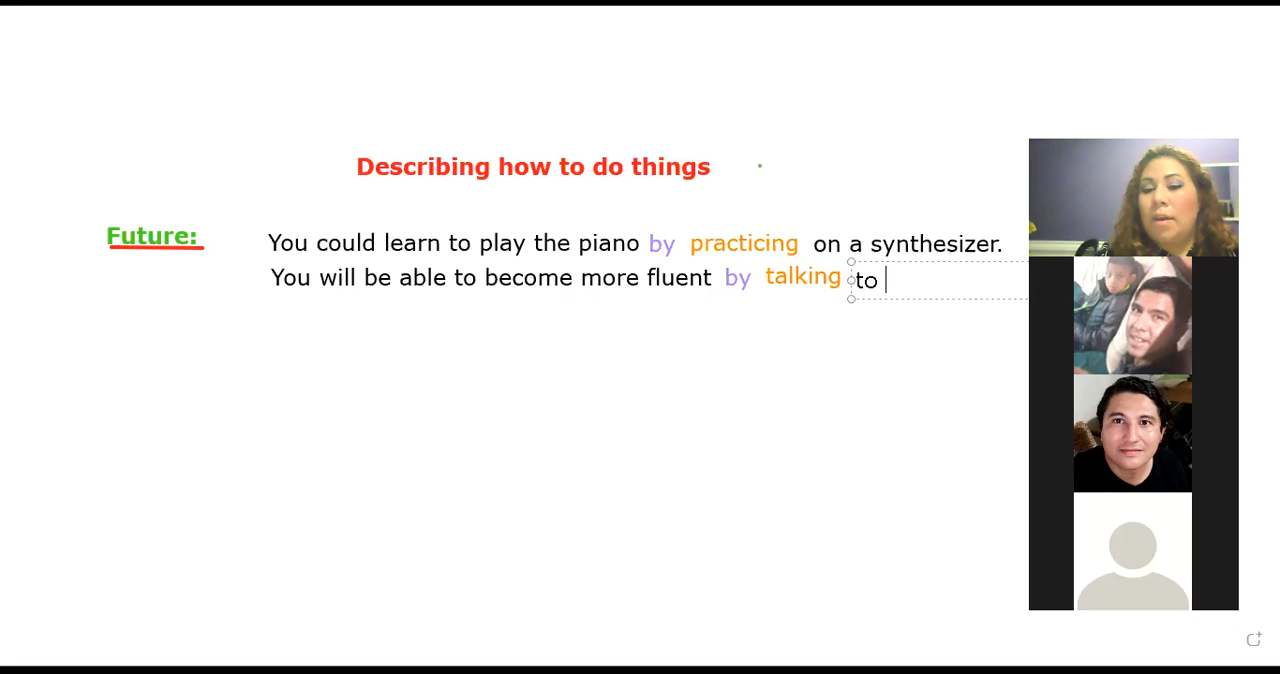 Describing how to do things
Future:
You could learn to play the piano by practicing on a synthesizer.
You will be able to become more fluent by talking to